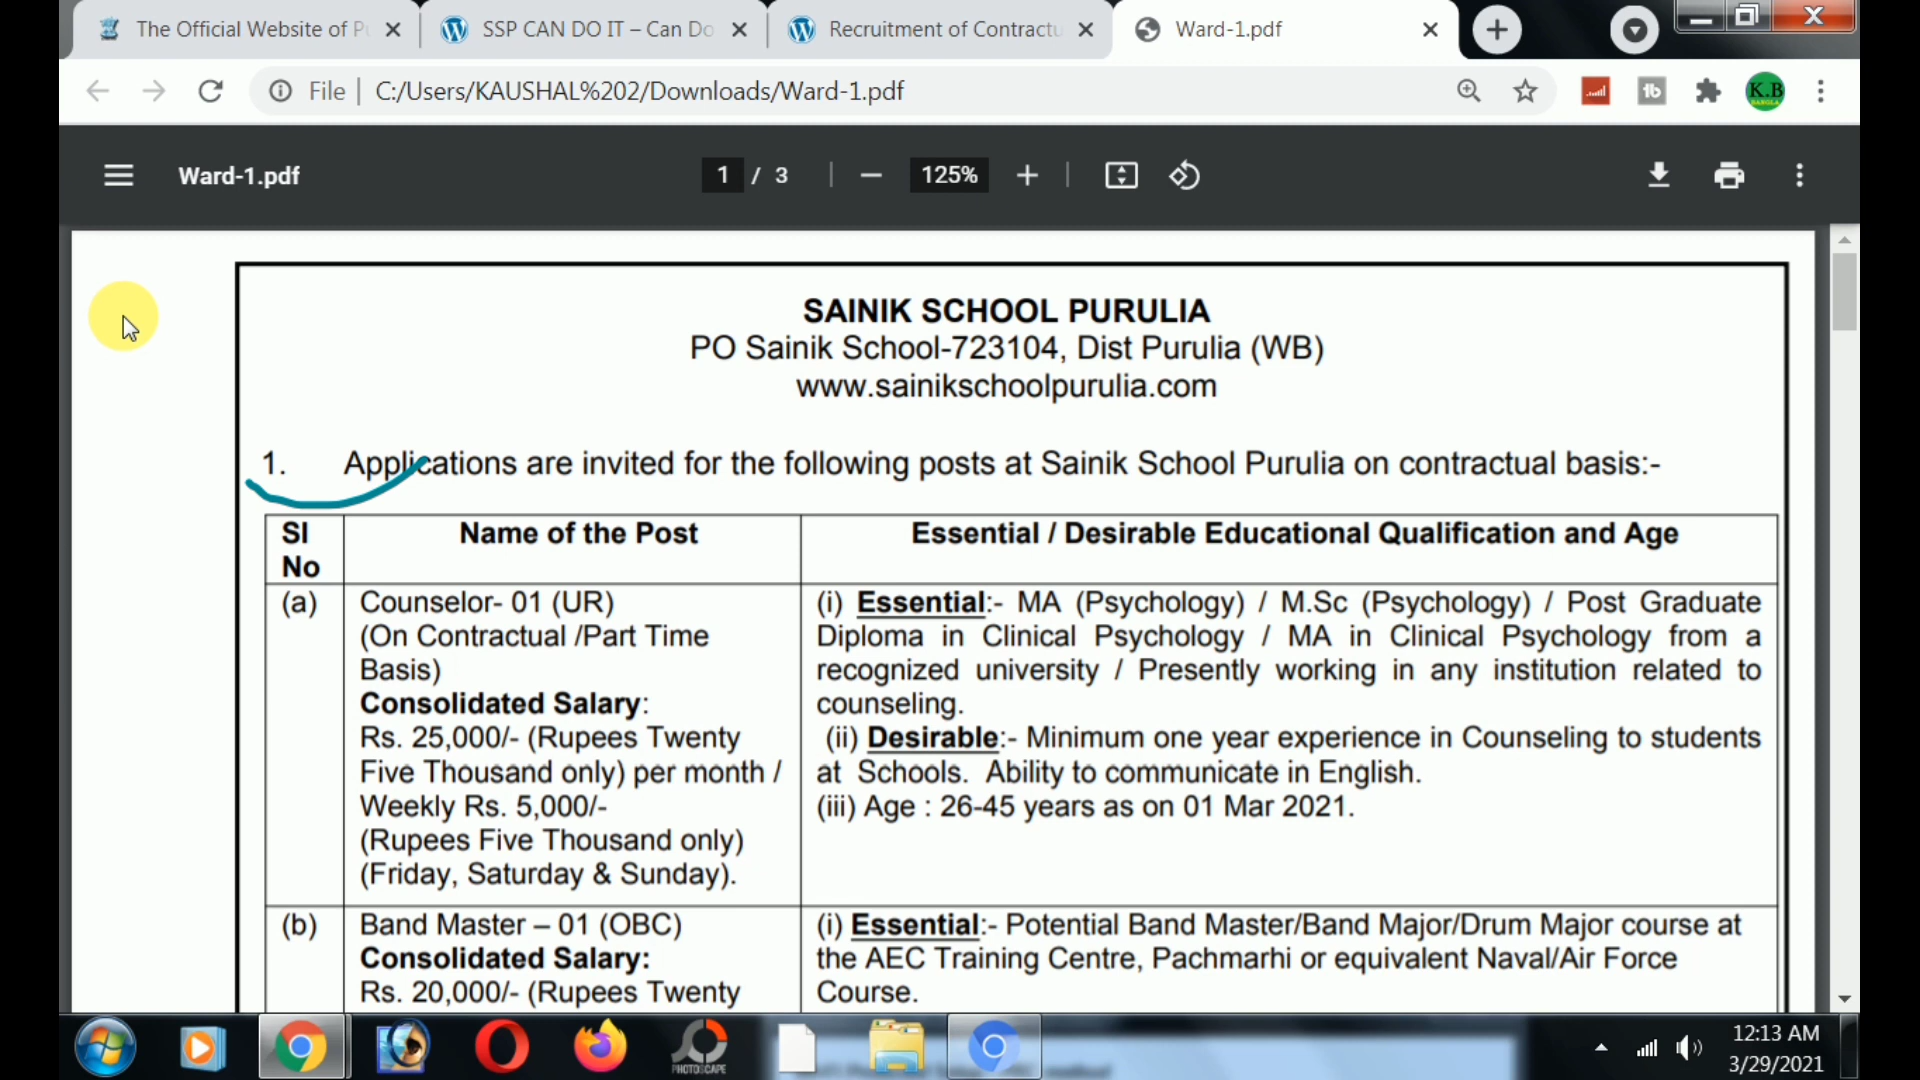 The Official Website of P
SSP CAN DO IT – Can Do
Recruitment of Contractu
Ward-1.pdf
File
C:/Users/KAUSHAL%202/Downloads/Ward-1.pdf
K.B
BANGLA
Ward-1.pdf
1 / 3
125%
SAINIK SCHOOL PURULIA
PO Sainik School-723104, Dist Purulia (WB)
www.sainikschoolpurulia.com
1. Applications are invited for the following posts at Sainik School Purulia on contractual basis:-
Sl
No
Name of the Post
Essential / Desirable Educational Qualification and Age
(a)
Counselor- 01 (UR)
(On Contractual /Part Time
Basis)
Consolidated Salary:
Rs. 25,000/- (Rupees Twenty
Five Thousand only) per month /
Weekly Rs. 5,000/-
(Rupees Five Thousand only)
(Friday, Saturday & Sunday).
(i) Essential:- MA (Psychology) / M.Sc (Psychology) / Post Graduate
Diploma in Clinical Psychology / MA in Clinical Psychology from a
recognized university / Presently working in any institution related to
counseling.
(ii) Desirable:- Minimum one year experience in Counseling to students
at Schools. Ability to communicate in English.
(iii) Age : 26-45 years as on 01 Mar 2021.
(b)
Band Master – 01 (OBC)
Consolidated Salary:
Rs. 20,000/- (Rupees Twenty
(i) Essential:- Potential Band Master/Band Major/Drum Major course at
the AEC Training Centre, Pachmarhi or equivalent Naval/Air Force
Course.
PHOTOSCAPE
12:13 AM
3/29/2021